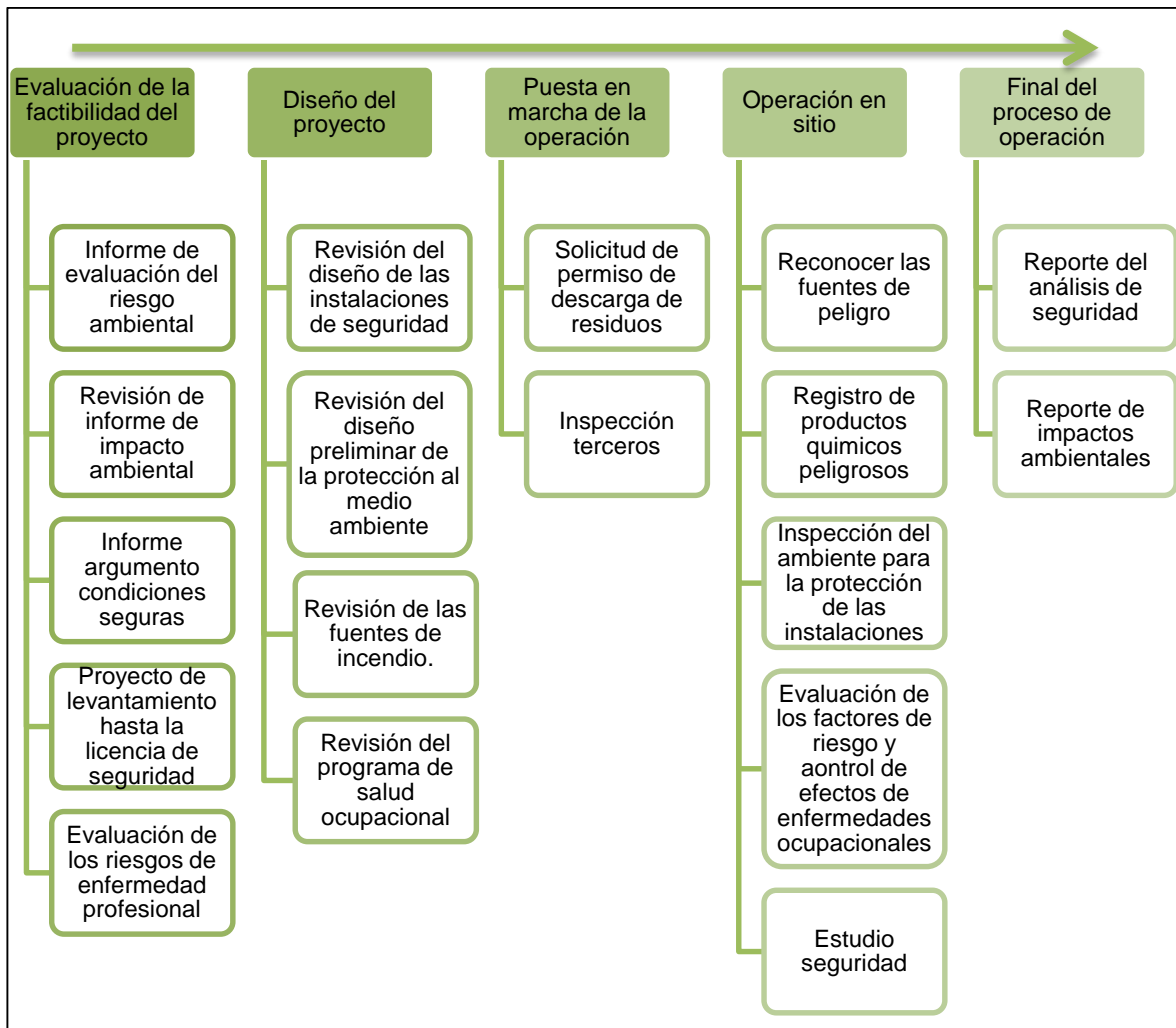 Evaluación de la
factibilidad del
proyecto
Informe de
evaluación del
riesgo
ambiental
Revisión de
informe de
impacto
ambiental
Informe
argumento
condiciones
seguras
Proyecto de
levantamiento
hasta la
licencia de
seguridad
Evaluación de
los riesgos de
enfermedad
profesional
Diseño del
proyecto
Revisión del
diseño de las
instalaciones
de seguridad
Revisión del
diseño
preliminar de
la protección al
medio
ambiente
Revisión de las
fuentes de
incendio.
Revisión del
programa de
salud
ocupacional
Puesta en
marcha de la
operación
Solicitud de
permiso de
descarga de
residuos
Inspección
terceros
Operación en
sitio
Reconocer las
fuentes de
peligro
Registro de
productos
quimicos
peligrosos
Inspección del
ambiente para
la protección
de las
instalaciones
Evaluación de
los factores de
riesgo y
aontrol de
efectos de
enfermedades
ocupacionales
Estudio
seguridad
Final del
proceso de
operación
Reporte del
análisis de
seguridad
Reporte de
impactos
ambientales